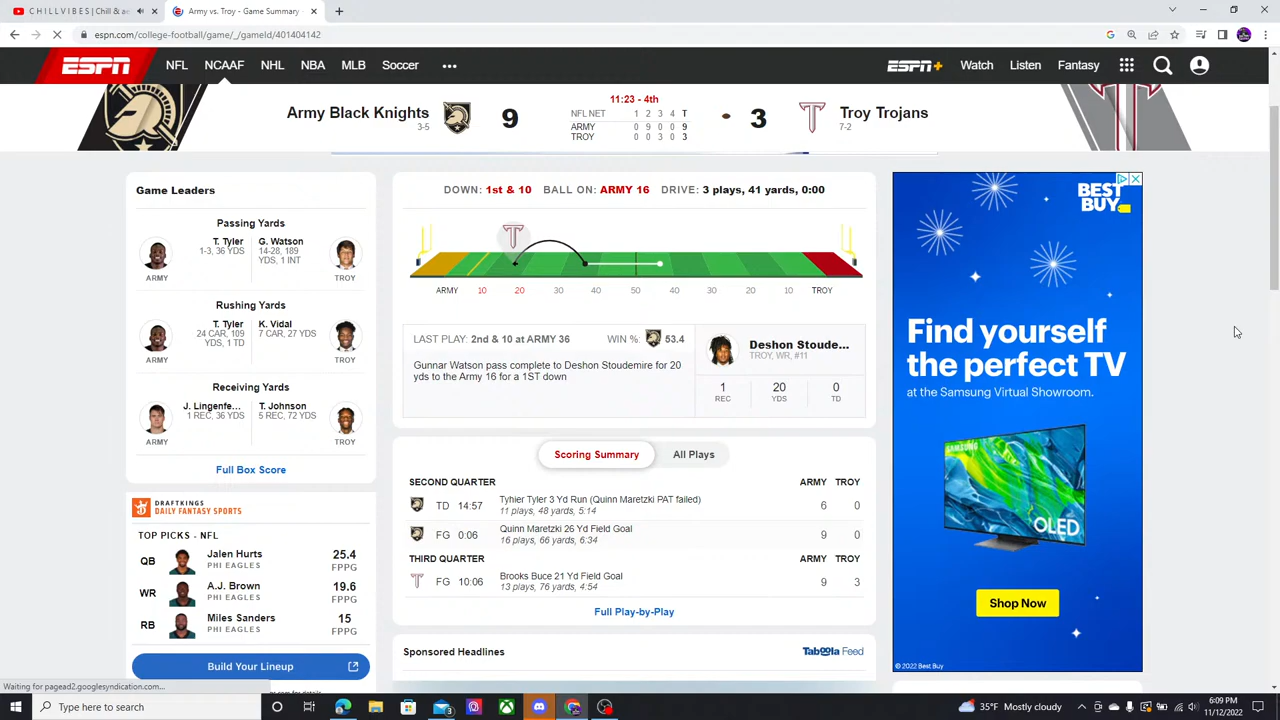 C H I L L V I B E S | Chill & ae
Army vs. Troy - Game Summary -
espn.com/college-football/game/_/gameId/401404142
ESPN NFL NCAAF NHL NBA MLB Soccer ••• ESPN+ Watch Listen Fantasy
Army Black Knights
3-5
9
11:23 - 4th
NFL NET 1 2 3 4 T
ARMY 0 9 0 0 9
TROY 0 0 3 0 3
3
Troy Trojans
7-2
Game Leaders
Passing Yards
T. Tyler
1-3, 36 YDS
G. Watson
14-28, 189
YDS, 1 INT
ARMY TROY
Rushing Yards
T. Tyler
24 CAR, 109
YDS, 1 TD
K. Vidal
7 CAR, 27 YDS
ARMY TROY
Receiving Yards
J. Lingenfe...
1 REC, 36 YDS
T. Johnson
5 REC, 72 YDS
ARMY TROY
Full Box Score
DRAFTKINGS
DAILY FANTASY SPORTS
TOP PICKS - NFL
QB Jalen Hurts 25.4
PHI EAGLES FPPG
WR A.J. Brown 19.6
PHI EAGLES FPPG
RB Miles Sanders 15
PHI EAGLES FPPG
Build Your Lineup
DOWN: 1st & 10 BALL ON: ARMY 16 DRIVE: 3 plays, 41 yards, 0:00
T
ARMY 10 20 30 40 50 40 30 20 10 TROY
LAST PLAY: 2nd & 10 at ARMY 36 WIN %: 53.4
Gunnar Watson pass complete to Deshon Stoudemire for 20
yds to the Army 16 for a 1ST down
Deshon Stoude...
TROY, WR, #11
1 20 0
REC YDS TD
Scoring Summary All Plays
SECOND QUARTER ARMY TROY
TD 14:57 Tyhier Tyler 3 Yd Run (Quinn Maretzki PAT failed) 6 0
11 plays, 48 yards, 5:14
FG 0:06 Quinn Maretzki 26 Yd Field Goal 9 0
16 plays, 66 yards, 6:34
THIRD QUARTER ARMY TROY
FG 10:06 Brooks Buce 21 Yd Field Goal 9 3
13 plays, 76 yards, 4:54
Full Play-by-Play
Sponsored Headlines Taboola Feed
BEST
BUY
Find yourself
the perfect TV
at the Samsung Virtual Showroom.
SAMSUNG
OLED
Shop Now
© 2022 Best Buy
Waiting for pagead2.googlesyndication.com...
Type here to search
35°F Mostly cloudy
6:09 PM
11/12/2022